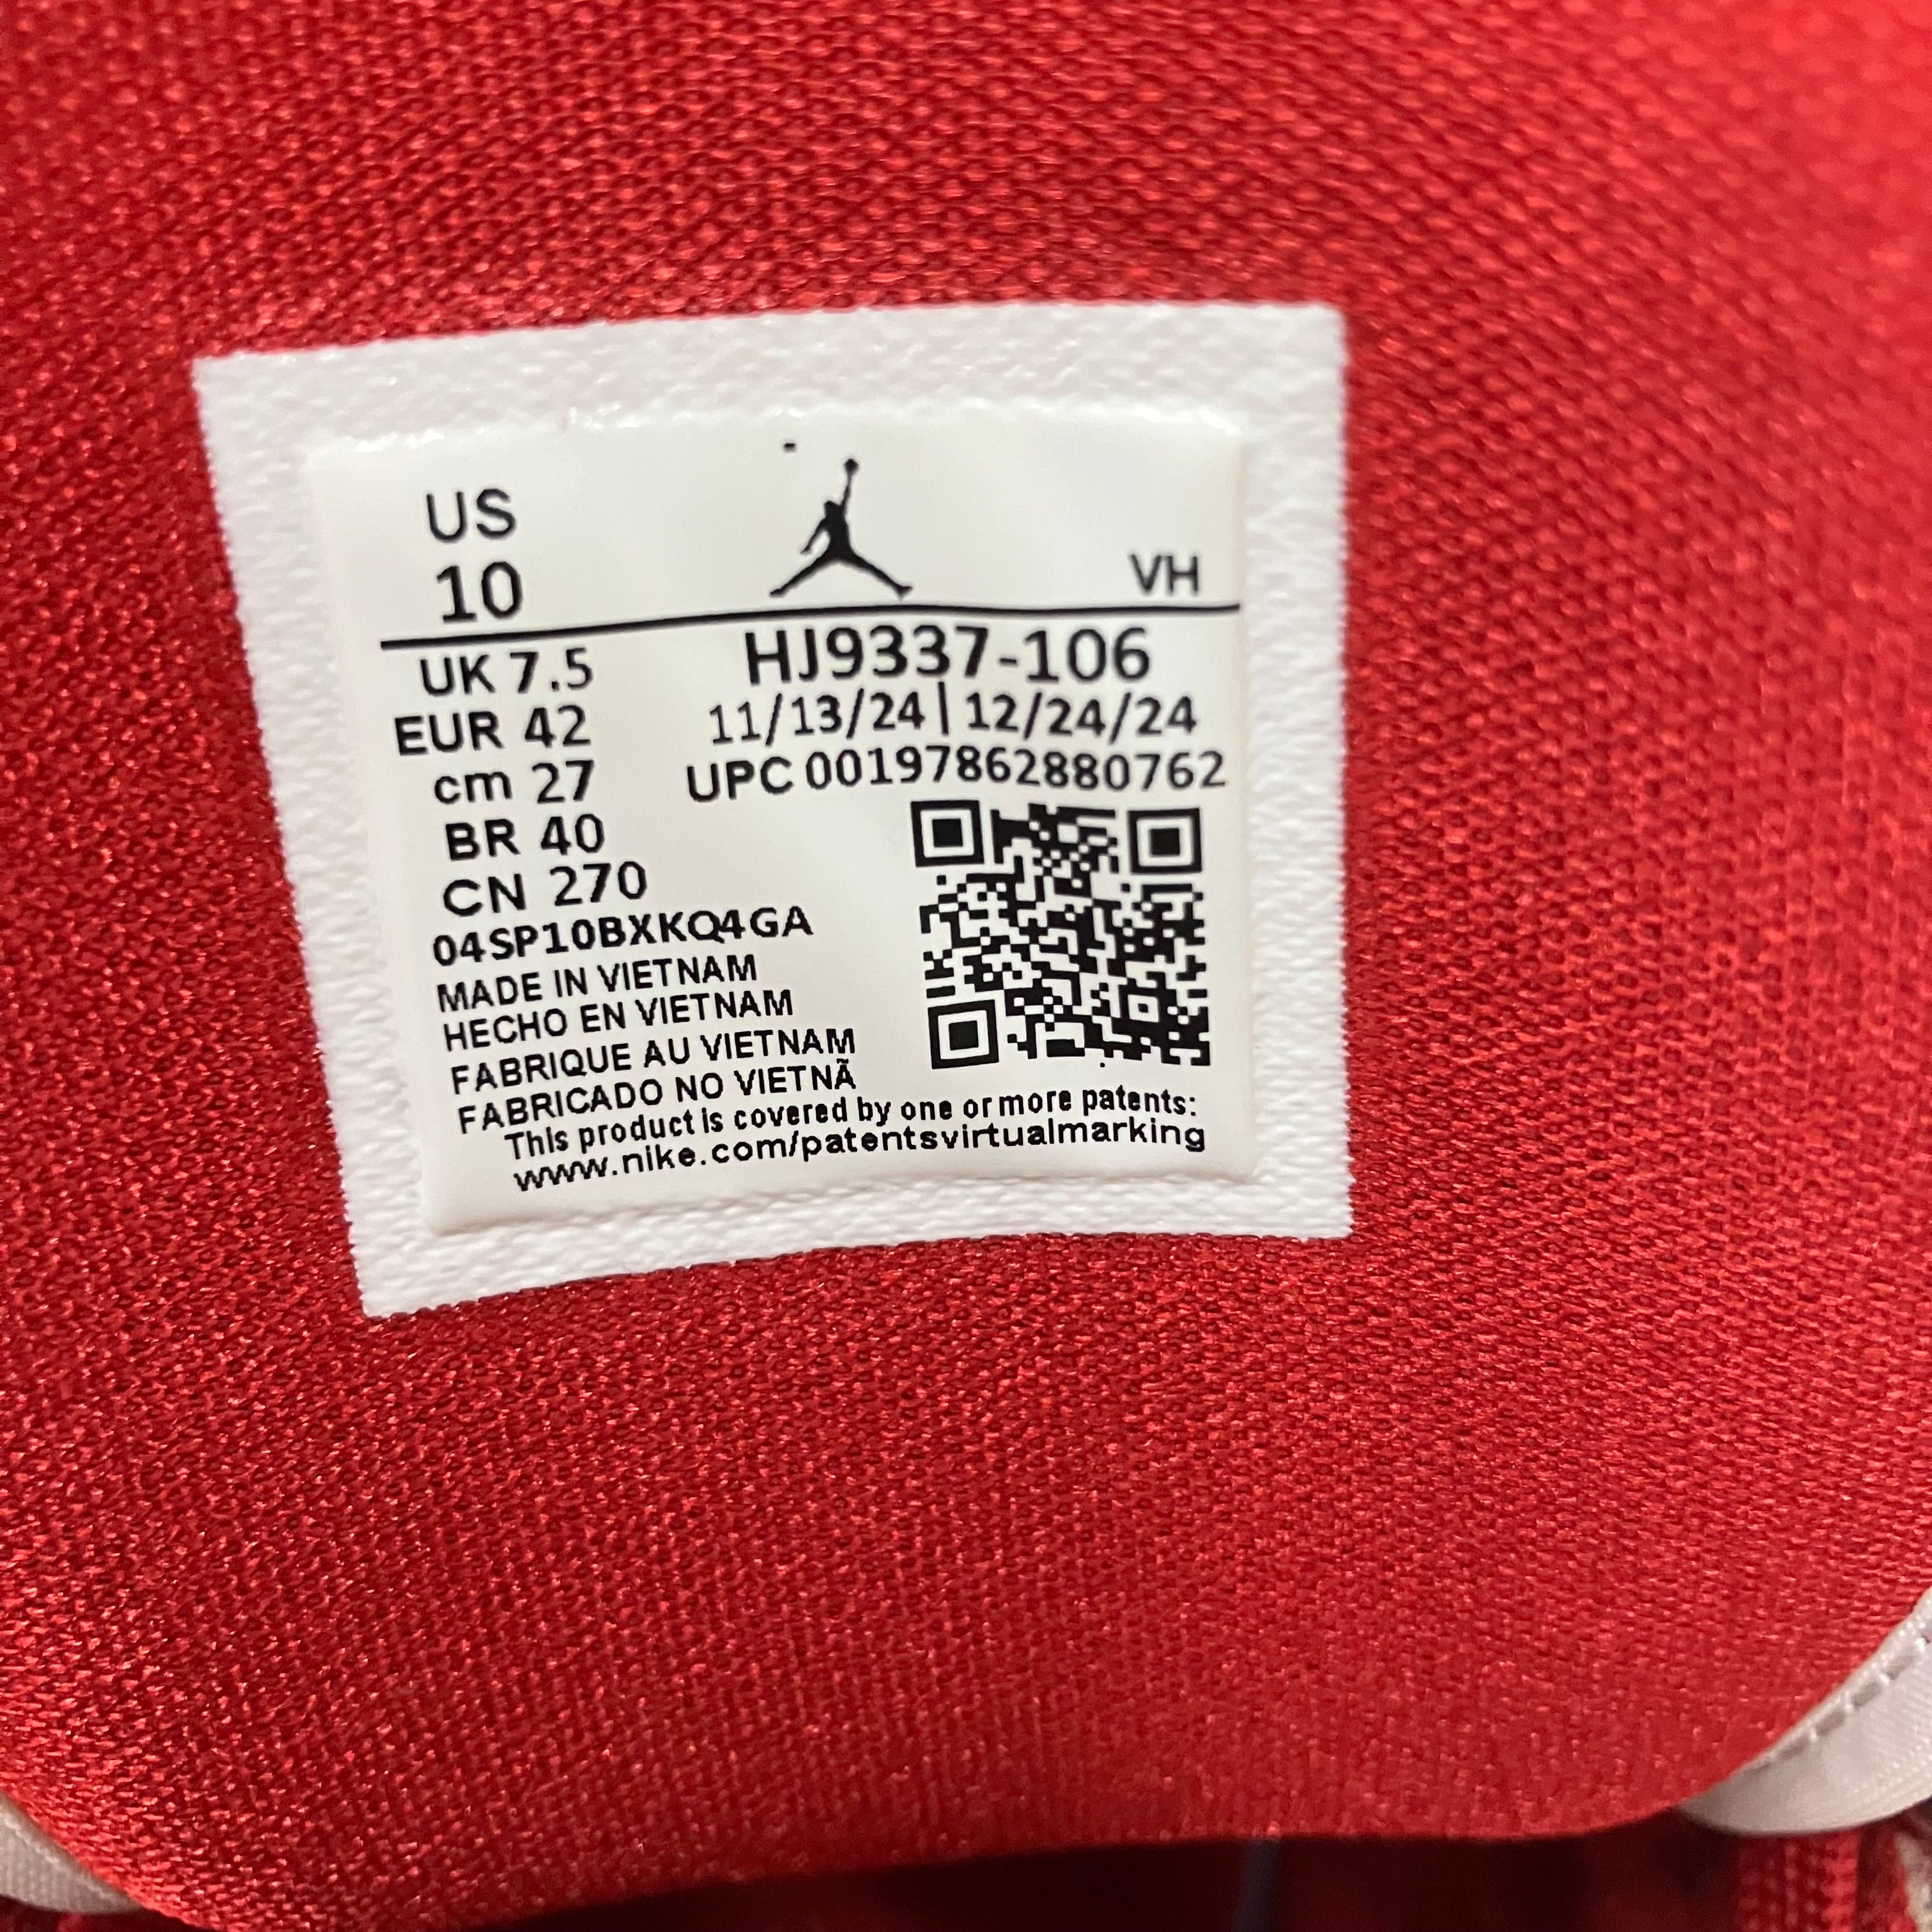 US
10
VH
UK 7.5
HJ9337-106
EUR 42
11/13/24 | 12/24/24
cm 27
UPC 00197862880762
BR 40
CN 270
04SP10BXKQ4GA
MADE IN VIETNAM
HECHO EN VIETNAM
FABRIQUE AU VIETNAM
FABRICADO NO VIETNÃ
This product is covered by one or more patents:
www.nike.com/patentsvirtualmarking